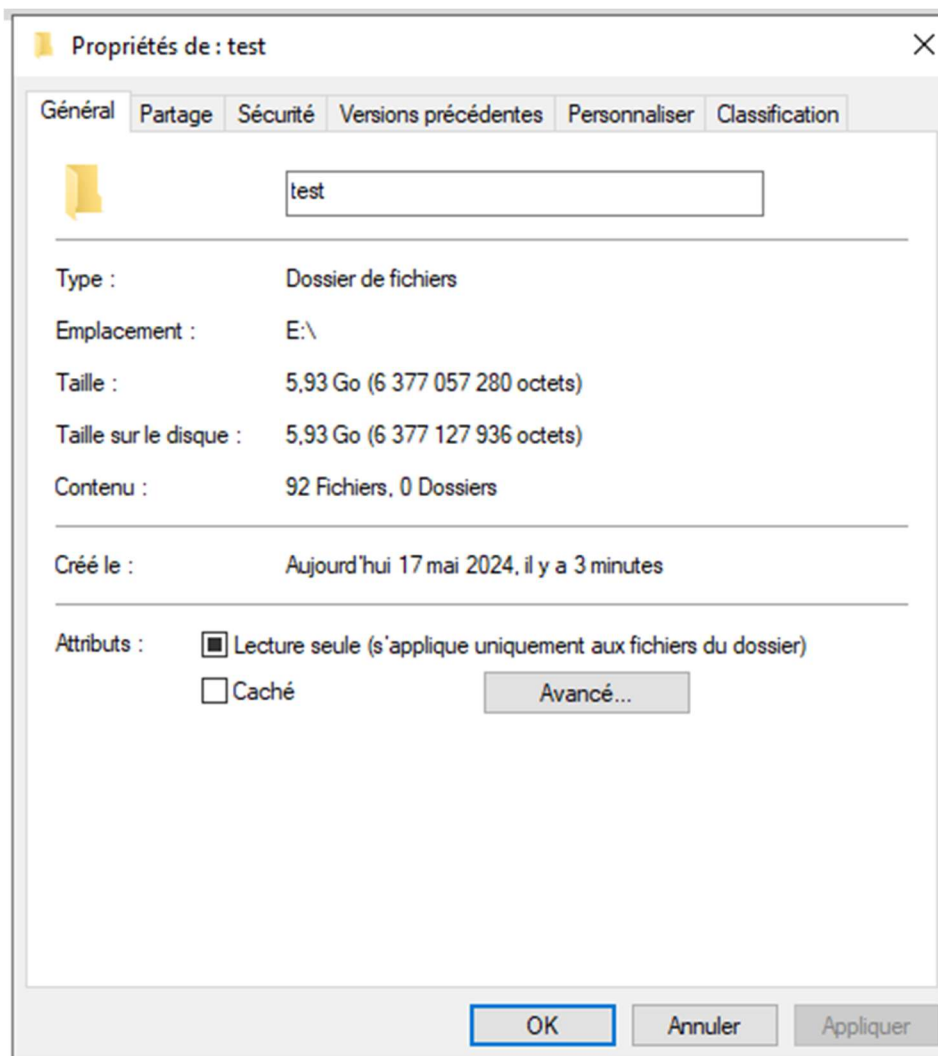 Propriétés de : test
Général Partage Sécurité Versions précédentes Personnaliser Classification
test
Type : Dossier de fichiers
Emplacement : E:\
Taille : 5,93 Go (6 377 057 280 octets)
Taille sur le disque : 5,93 Go (6 377 127 936 octets)
Contenu : 92 Fichiers, 0 Dossiers
Créé le : Aujourd'hui 17 mai 2024, il y a 3 minutes
Attributs : Lecture seule (s'applique uniquement aux fichiers du dossier)
Caché Avancé...
OK Annuler Appliquer